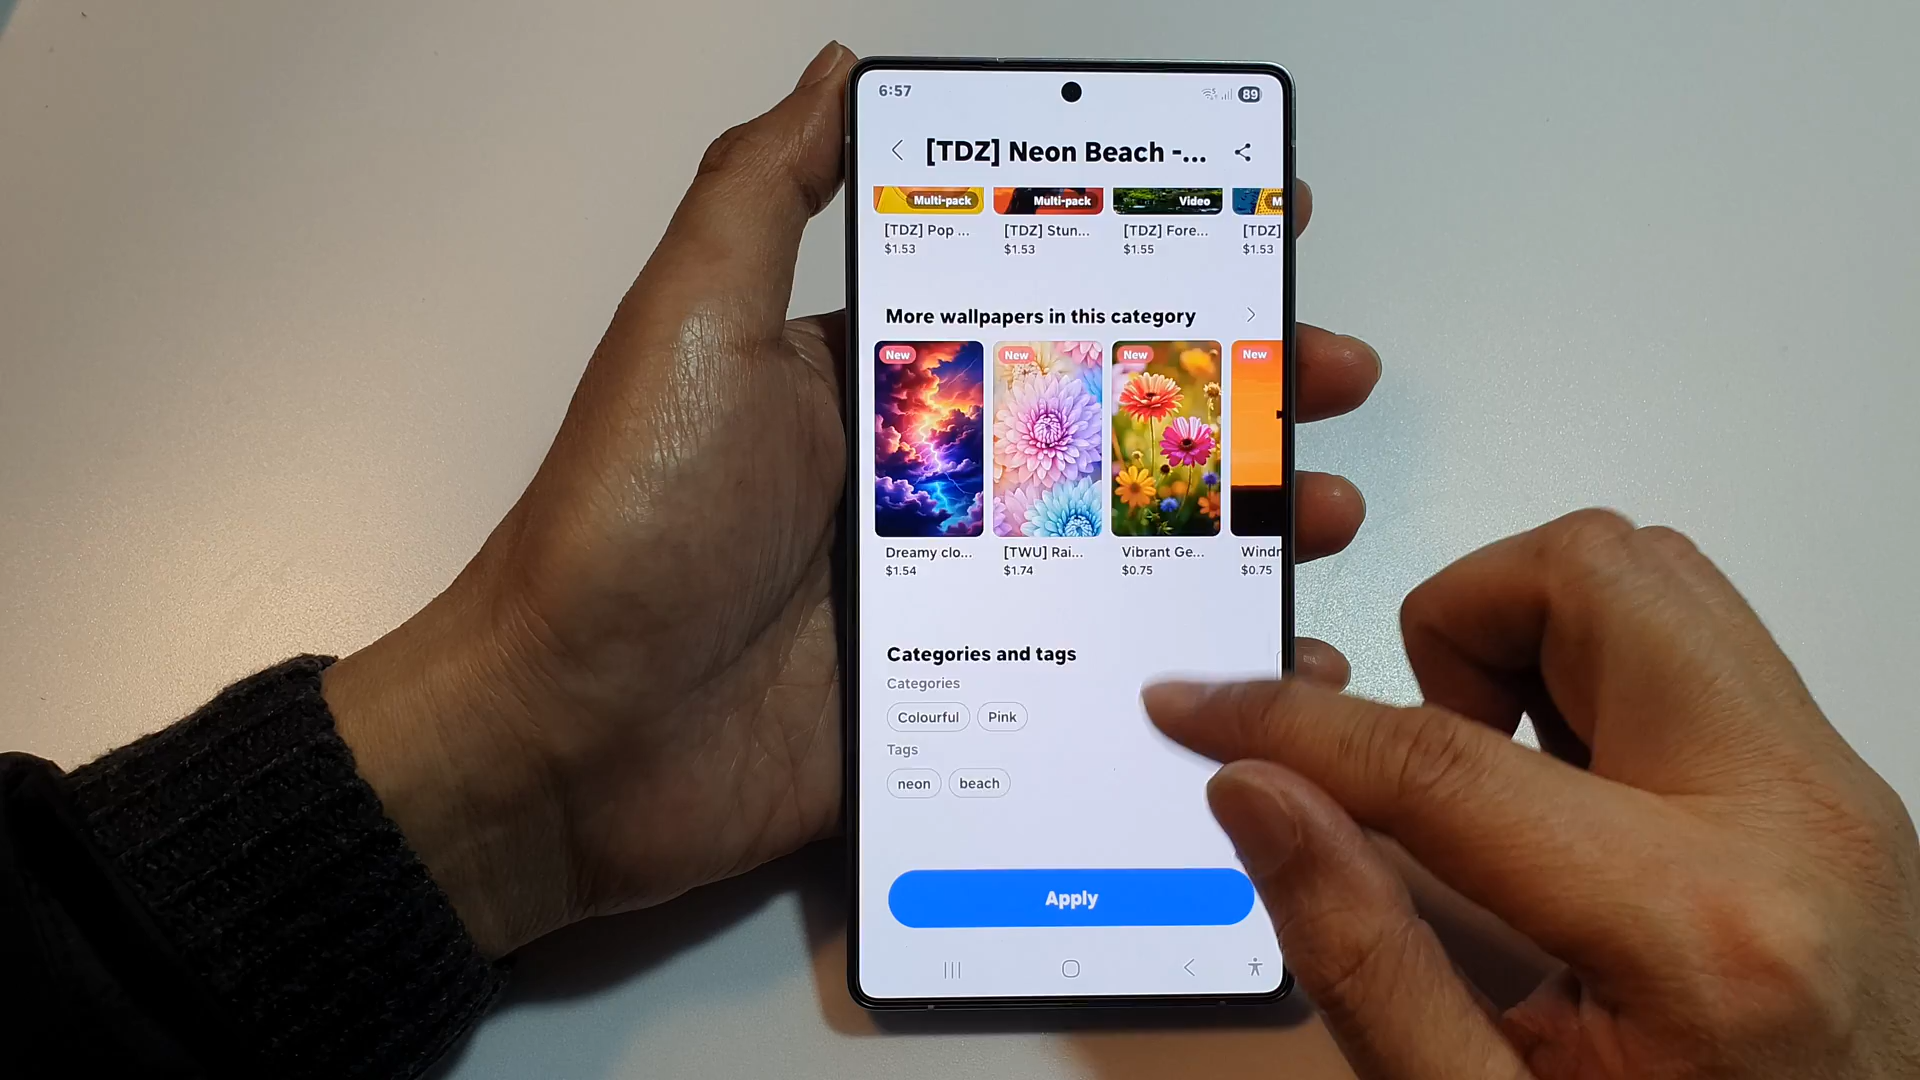 6:57
89
[TDZ] Neon Beach -...
Multi-pack
Multi-pack
Video
M
[TDZ] Pop ...
[TDZ] Stun...
[TDZ] Fore...
[TDZ]
$1.53
$1.53
$1.55
$1.53
More wallpapers in this category
New
New
New
New
Dreamy clo...
[TWU] Rai...
Vibrant Ge...
Windr
$1.54
$1.74
$0.75
$0.75
Categories and tags
Categories
Colourful
Pink
Tags
neon
beach
Apply